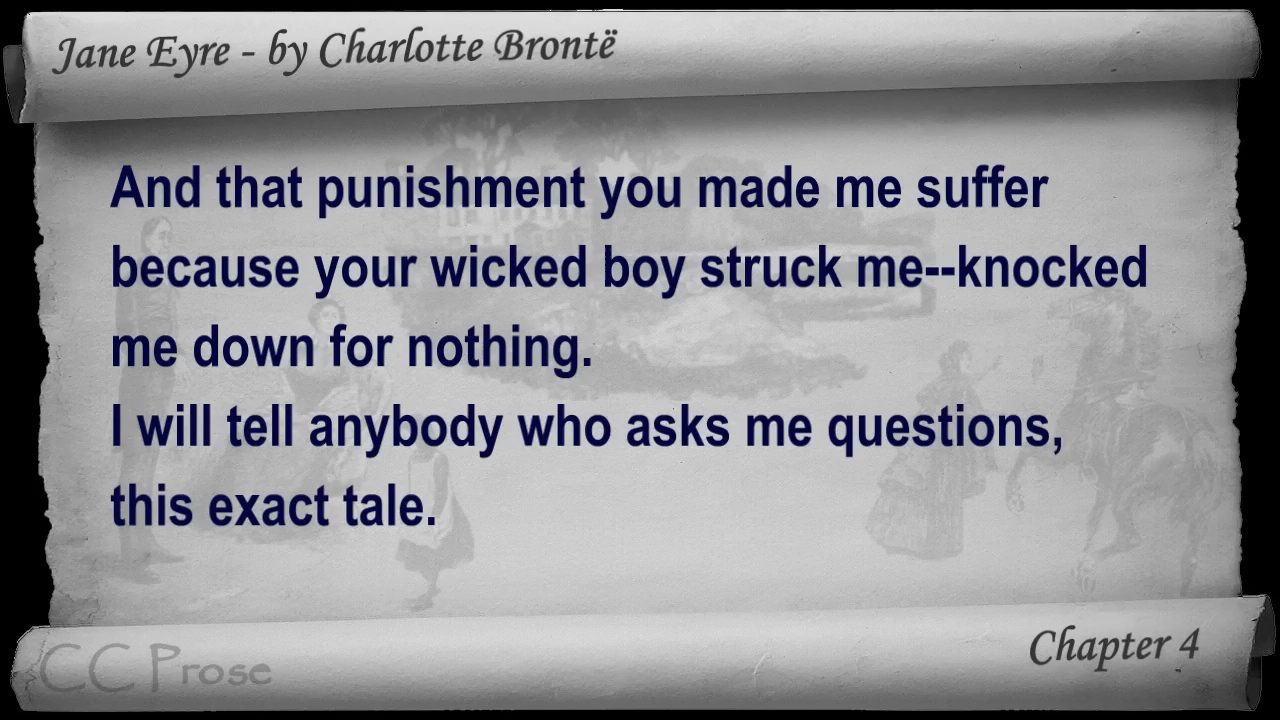 Jane Eyre - by Charlotte Brontë
And that punishment you made me suffer
because your wicked boy struck me--knocked
me down for nothing.
I will tell anybody who asks me questions,
this exact tale.
Chapter 4
CC Prose